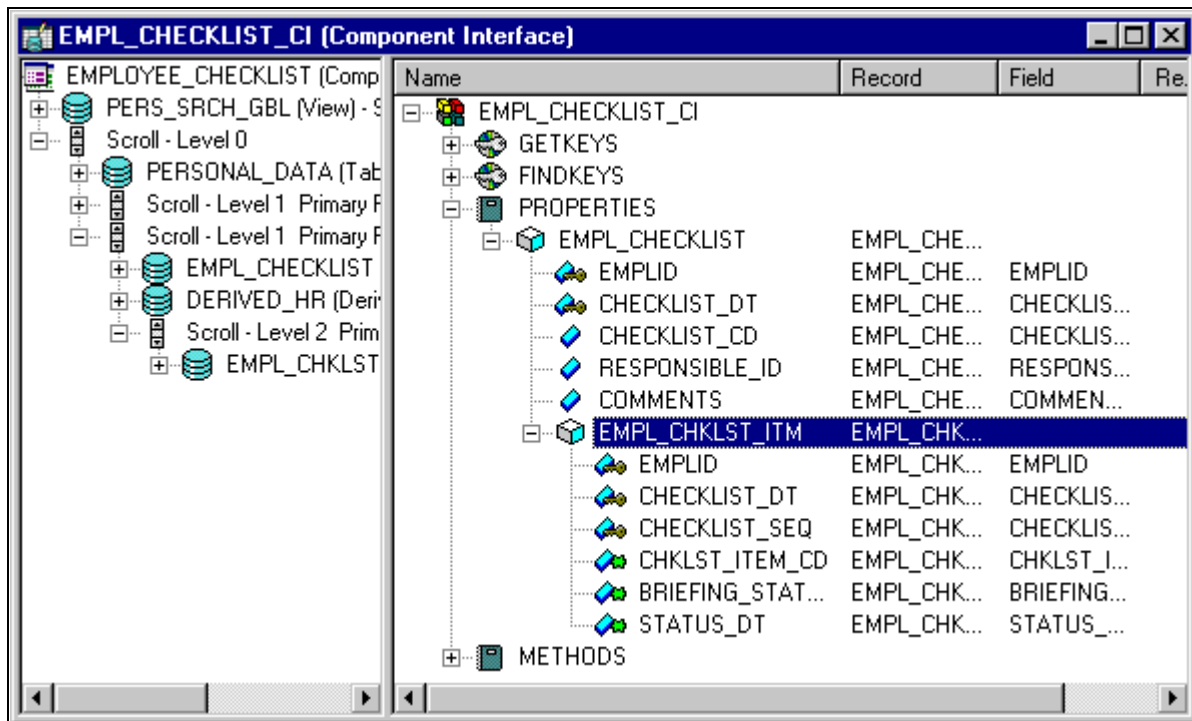 EMPL_CHECKLIST_CI (Component Interface)
EMPLOYEE_CHECKLIST (Comp
PERS_SRCH_GBL (View) - S
Scroll - Level 0
PERSONAL_DATA (Tab
Scroll - Level 1 Primary R
Scroll - Level 1 Primary R
EMPL_CHECKLIST
DERIVED_HR (Deri
Scroll - Level 2 Prim
EMPL_CHKLST
Name Record Field Re.
EMPL_CHECKLIST_CI
GETKEYS
FINDKEYS
PROPERTIES
EMPL_CHECKLIST EMPL_CHE...
EMPLID EMPL_CHE... EMPLID
CHECKLIST_DT EMPL_CHE... CHECKLIS...
CHECKLIST_CD EMPL_CHE... CHECKLIS...
RESPONSIBLE_ID EMPL_CHE... RESPONS...
COMMENTS EMPL_CHE... COMMEN...
EMPL_CHKLST_ITM EMPL_CHK...
EMPLID EMPL_CHK... EMPLID
CHECKLIST_DT EMPL_CHK... CHECKLIS...
CHECKLIST_SEQ EMPL_CHK... CHECKLIS...
CHKLST_ITEM_CD EMPL_CHK... CHKLST_I...
BRIEFING_STAT... EMPL_CHK... BRIEFING...
STATUS_DT EMPL_CHK... STATUS_...
METHODS